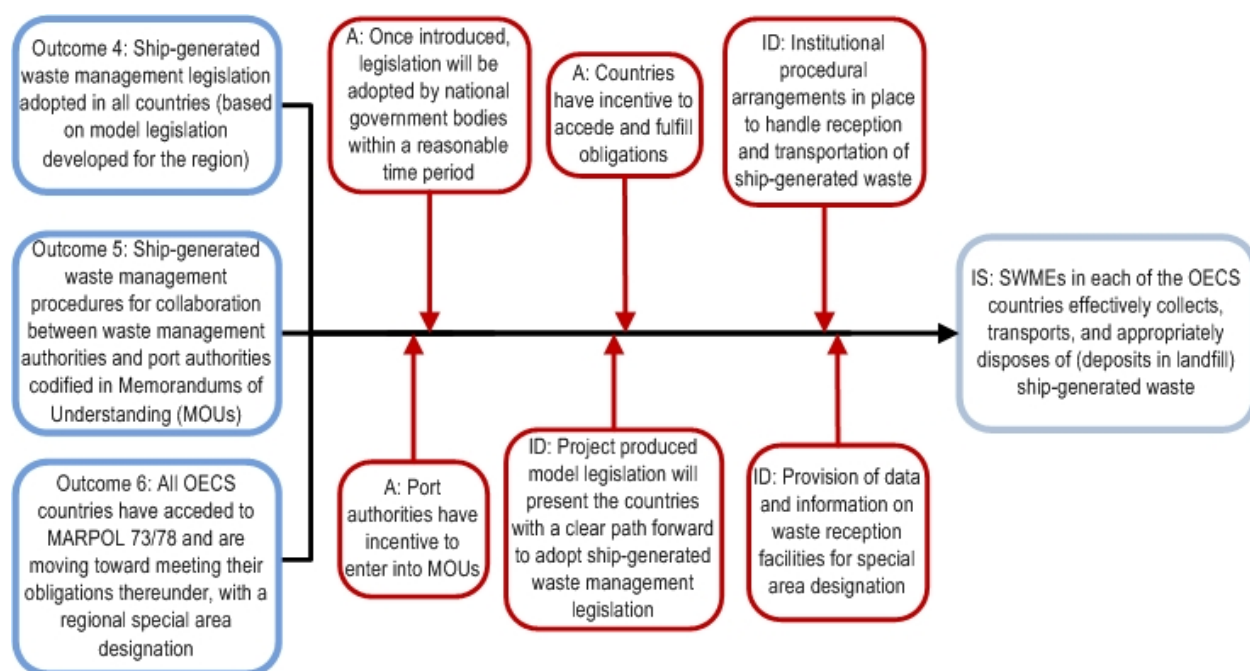 Outcome 4: Ship-generated
waste management legislation
adopted in all countries (based
on model legislation
developed for the region)
Outcome 5: Ship-generated
waste management
procedures for collaboration
between waste management
authorities and port authorities
codified in Memorandums of
Understanding (MOUs)
Outcome 6: All OECS
countries have acceded to
MARPOL 73/78 and are
moving toward meeting their
obligations thereunder, with a
regional special area
designation
A: Once introduced,
legislation will be
adopted by national
government bodies
within a reasonable
time period
A: Countries
have incentive to
accede and fulfill
obligations
ID: Institutional
procedural
arrangements in place
to handle reception
and transportation of
ship-generated waste
A: Port
authorities have
incentive to
enter into MOUs
ID: Project produced
model legislation will
present the countries
with a clear path forward
to adopt ship-generated
waste management
legislation
ID: Provision of data
and information on
waste reception
facilities for special
area designation
IS: SWMEs in each of the OECS
countries effectively collects,
transports, and appropriately
disposes of (deposits in landfill)
ship-generated waste